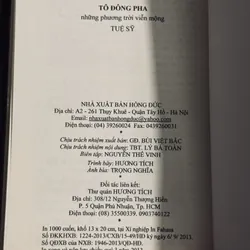 TÔ ĐÔNG PHA
những phương trời viễn mộng
TUỆ SỸ
NHÀ XUẤT BẢN HỒNG ĐỨC
Địa chỉ: A2 - 261 Thụy Khuê - Quận Tây Hồ - Hà Nội
Email: nhaxuatbanhongduc@yahoo.com
Điện thoại: 04/39260024 Fax: 04/39260031
Chịu trách nhiệm xuất bản: GĐ. BÙI VIỆT BẮC
Chịu trách nhiệm nội dung: TBT. LÝ BÁ TOÀN
Biên tập: NGUYỄN THẾ VINH
Trình bày: HƯƠNG TÍCH
Ảnh bìa: TRỌNG NGHĨA
Đối tác liên kết:
Thư quán HƯƠNG TÍCH
Địa chỉ: 308/12 Nguyễn Thượng Hiền
P. 5 Quận Phú Nhuận, Tp. HCM
ĐT: 08) 35500339, 0903740122
In 1000 cuốn, khổ 13 x 20 cm, tại Xí nghiệp In Fahasa
Số ĐKKHXB: 1224-2013/CXB/15-49/HĐ ký ngày 6/ 9/ 2013.
Số QĐXB của NXB: 1946-2013/QĐ-HĐ.